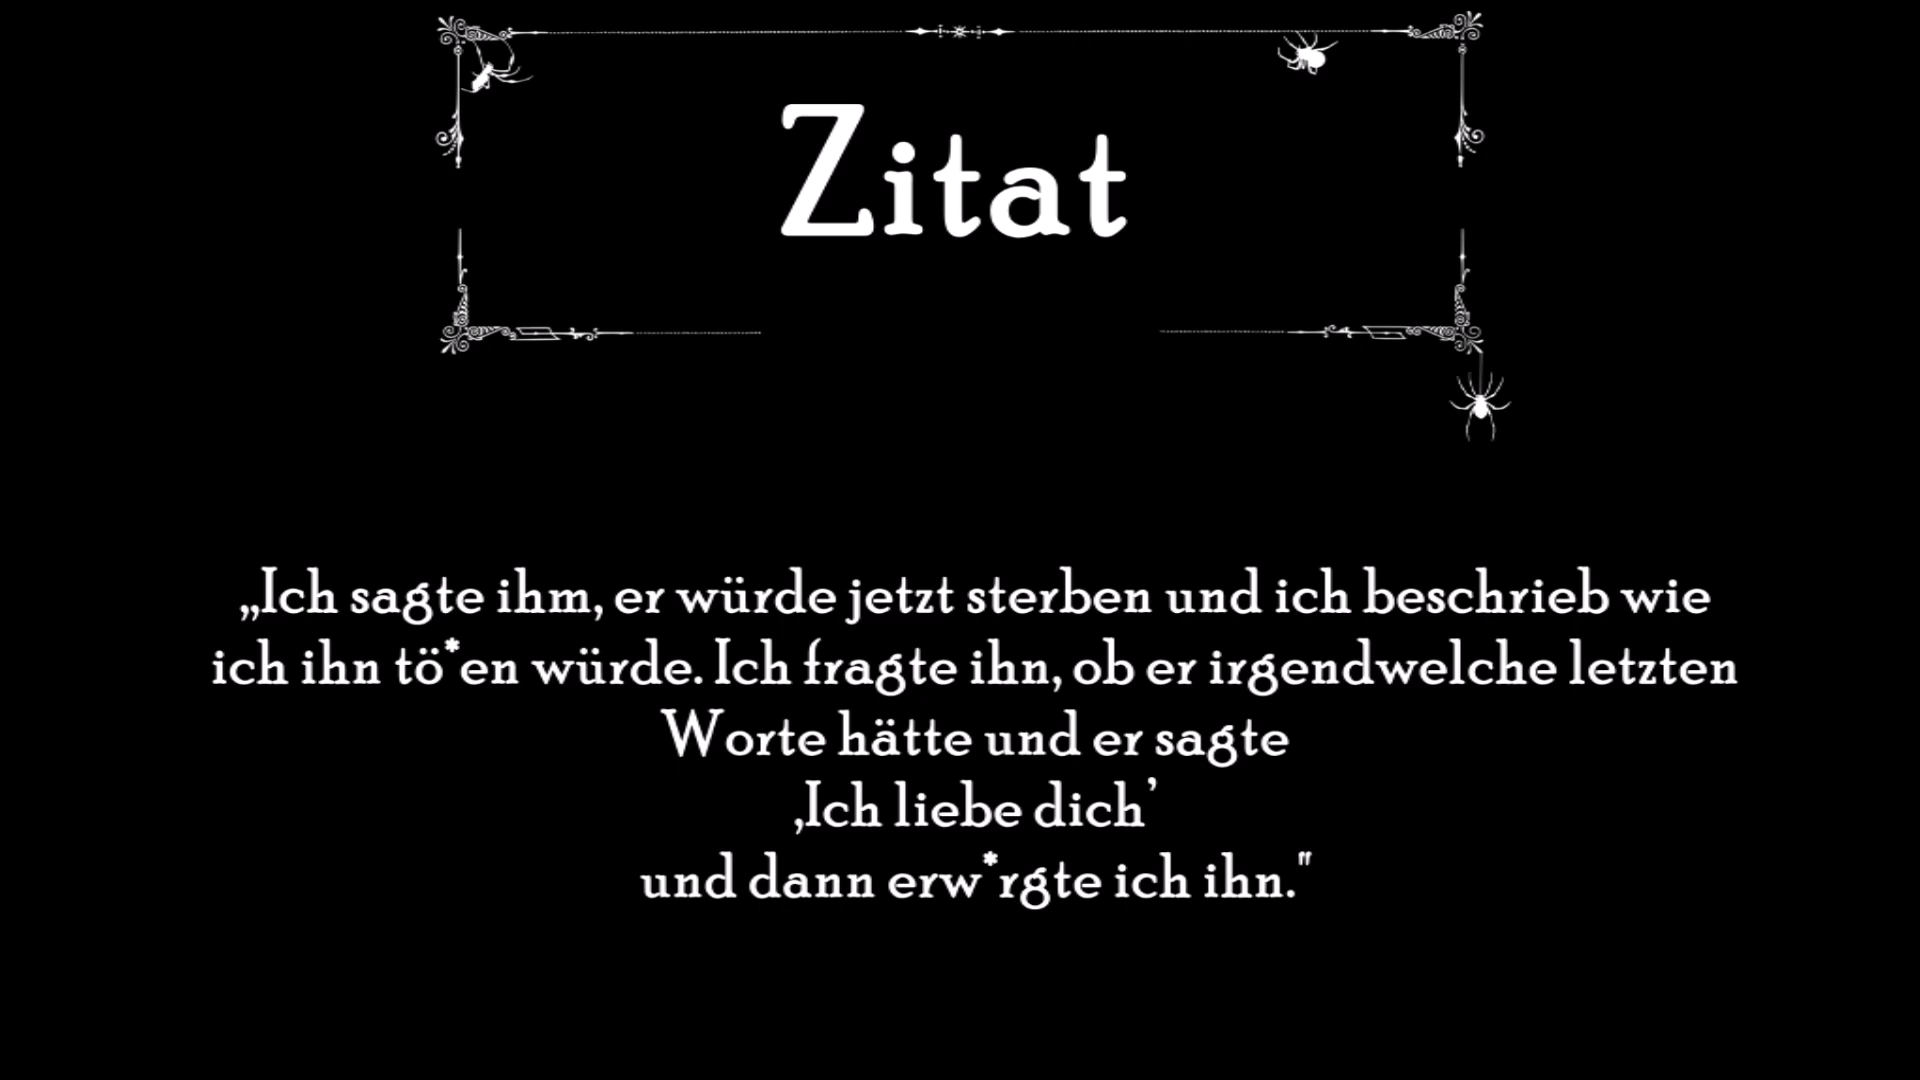 Zitat
„Ich sagte ihm, er würde jetzt sterben und ich beschrieb wie
ich ihn tö*en würde. Ich fragte ihn, ob er irgendwelche letzten
Worte hätte und er sagte
‚Ich liebe dich’
und dann erw*rgte ich ihn."